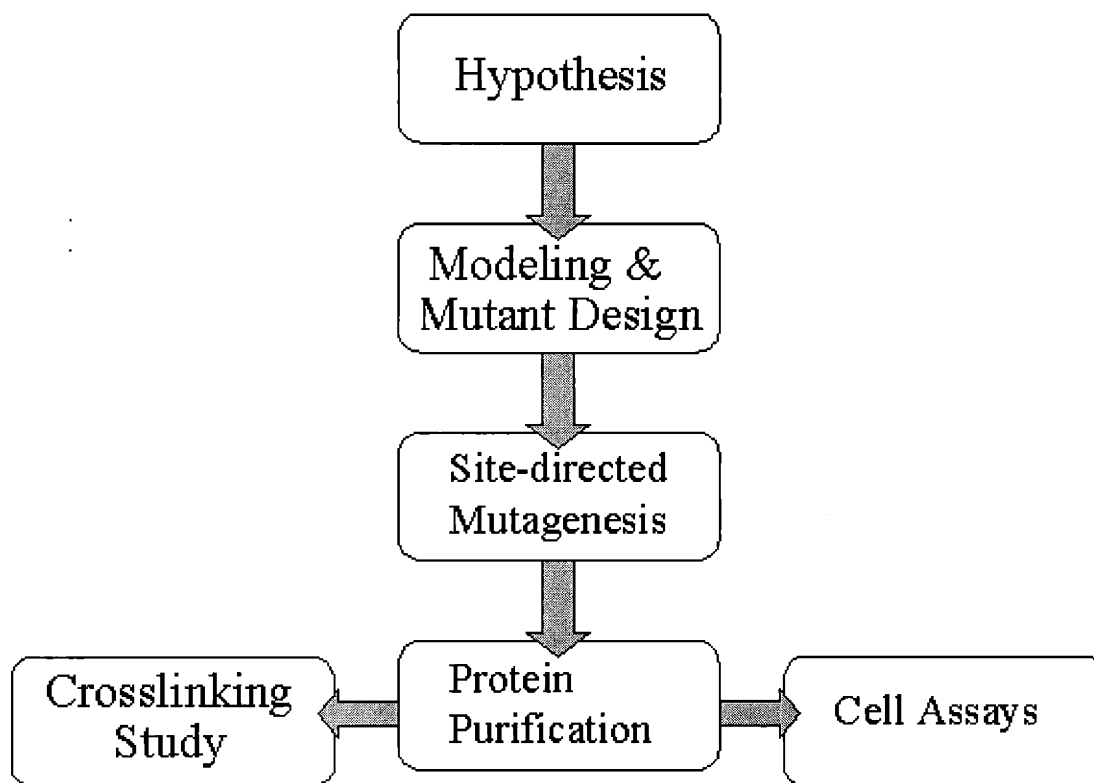 Hypothesis
Modeling &
Mutant Design
Site-directed
Mutagenesis
Protein
Purification
Crosslinking
Study
Cell Assays